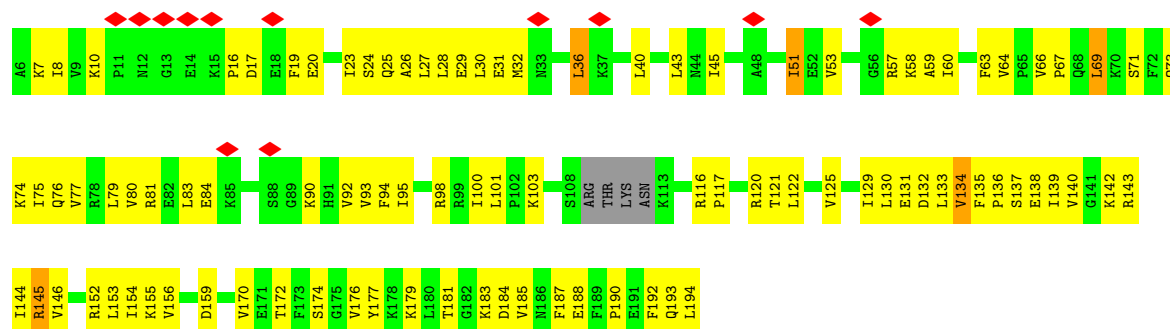 A6 K7 I8 V9 K10 P11 N12 G13 E14 K15 P16 D17 E18 F19 E20 I23 S24 Q25 A26 L27 L28 E29 L30 E31 M32 N33 L36 K37 L40 L43 N44 I45 A48 I51 E52 V53 G56 R57 K58 A59 I60 F63 V64 P65 V66 P67 Q68 L69 K70 S71 F72
K74 I75 Q76 V77 R78 L79 V80 R81 E82 L83 E84 K85 S88 G89 K90 H91 V92 V93 F94 I95 R98 R99 I100 L101 P102 K103 S108 ARG THR LYS ASN K113 R116 P117 R120 T121 L122 V125 I129 L130 E131 D132 L133 V134 F135 P136 S137 E138 I139 V140 G141 K142 R143
I144 R145 V146 R152 L153 I154 K155 V156 D159 V170 E171 T172 F173 S174 G175 V176 Y177 K178 K179 L180 T181 G182 K183 D184 V185 N186 F187 E188 F189 P190 E191 F192 Q193 L194